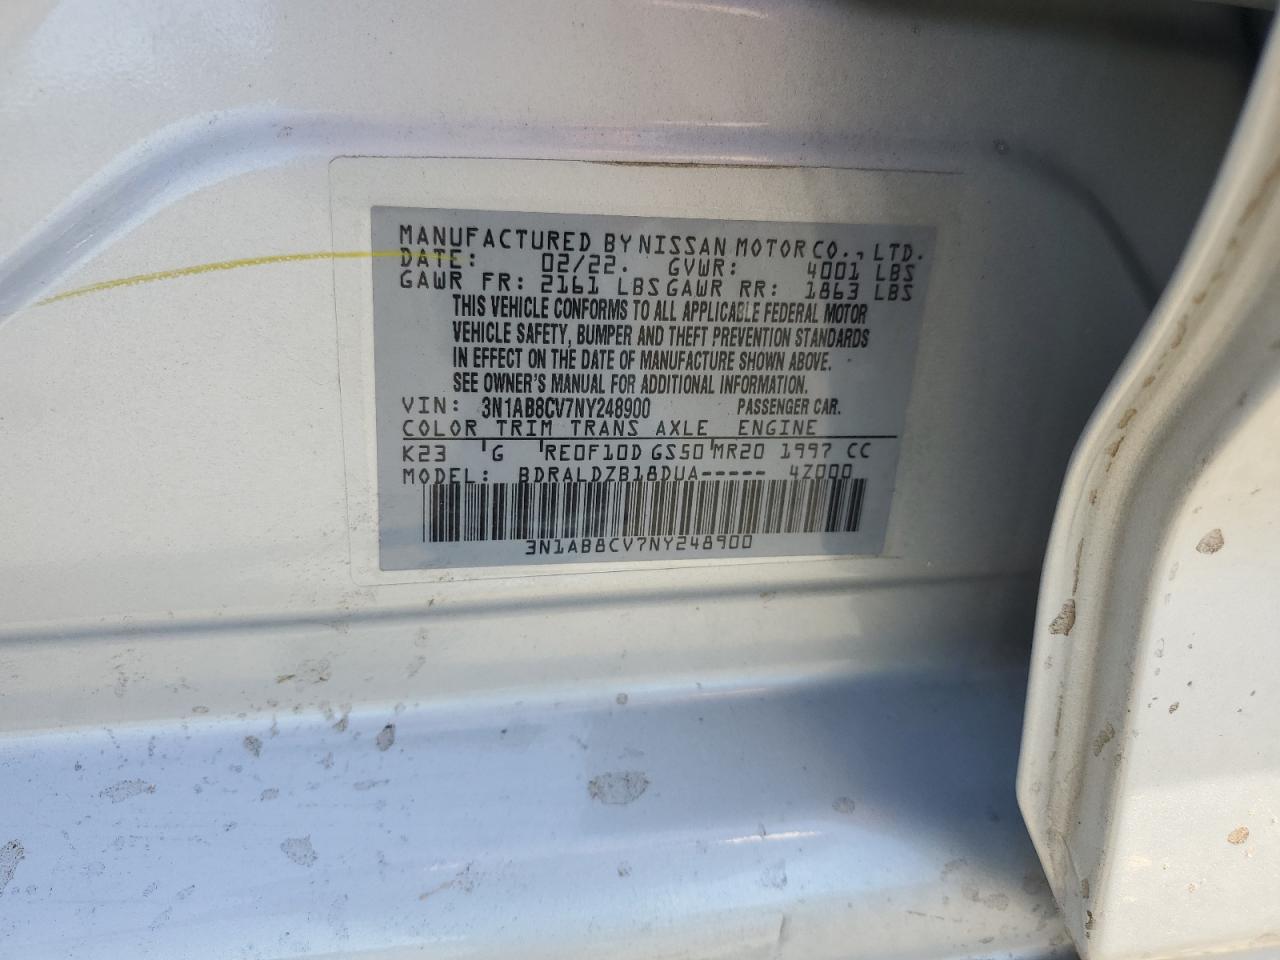 MANUFACTURED BY NISSAN MOTOR CO., LTD.
DATE: 02/22. GVWR: 4001 LBS
GAWR FR: 2161 LBS GAWR RR: 1863 LBS
THIS VEHICLE CONFORMS TO ALL APPLICABLE FEDERAL MOTOR
VEHICLE SAFETY, BUMPER AND THEFT PREVENTION STANDARDS
IN EFFECT ON THE DATE OF MANUFACTURE SHOWN ABOVE.
SEE OWNER'S MANUAL FOR ADDITIONAL INFORMATION.
VIN: 3N1AB8CV7NY248900 PASSENGER CAR.
COLOR TRIM TRANS AXLE ENGINE
K23 G RE0F10D GS50 MR20 1997 CC
MODEL: BDRALDZB18DUA----- 4Z000
3N1AB8CV7NY248900